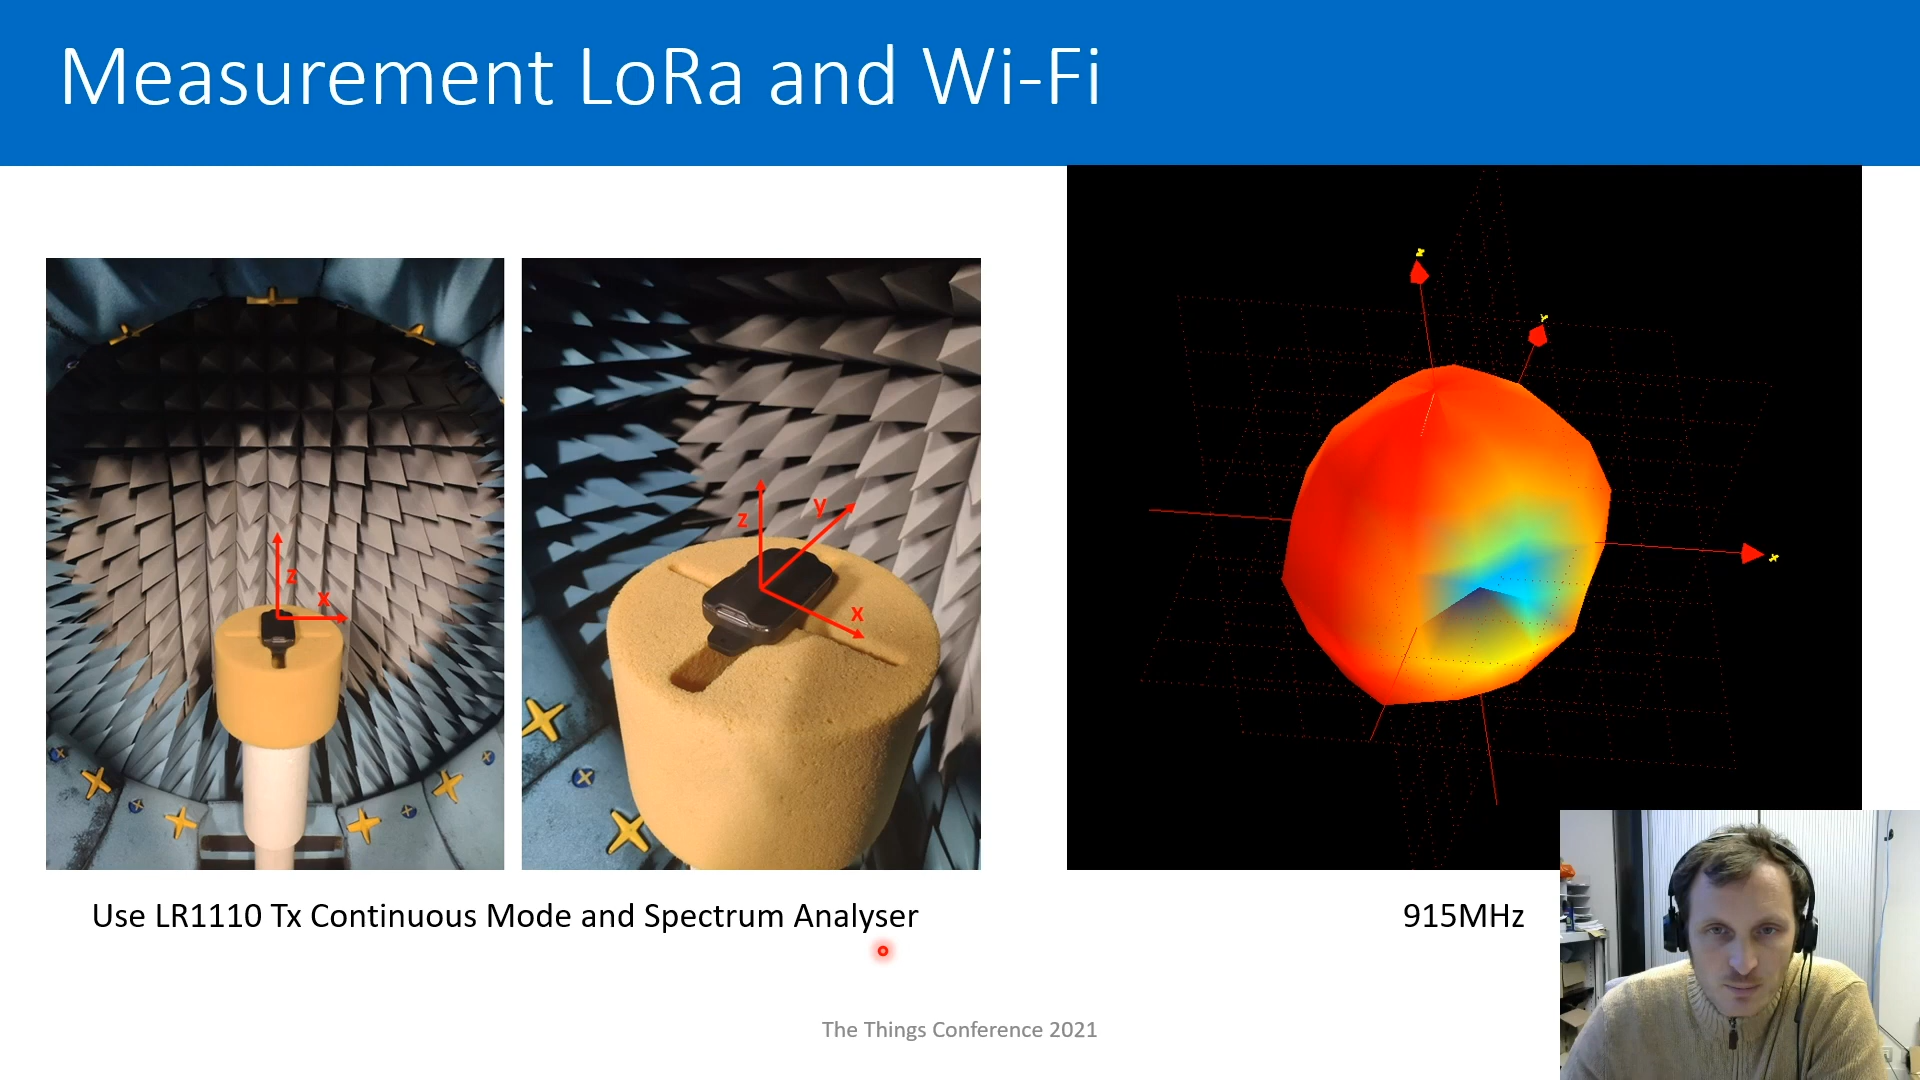 Measurement LoRa and Wi-Fi
z
x
z
y
x
Z
Y
X
Use LR1110 Tx Continuous Mode and Spectrum Analyser
915MHz
The Things Conference 2021